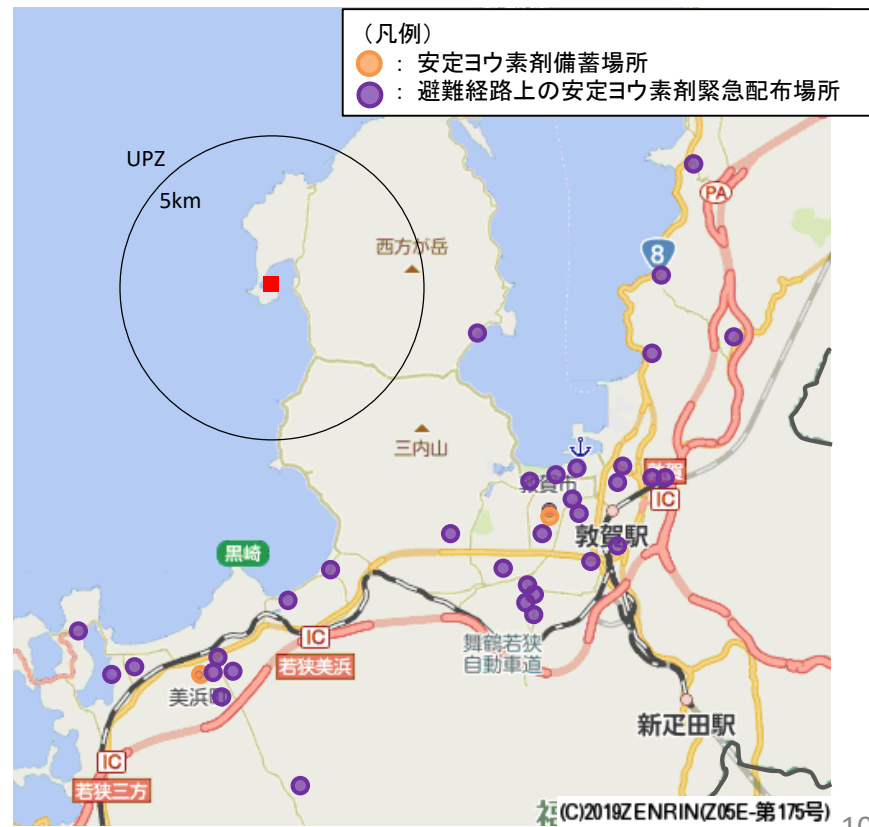 （凡例）
： 安定ヨウ素剤備蓄場所
： 避難経路上の安定ヨウ素剤緊急配布場所
UPZ
5km
PA
西方が岳
8
三内山
敦賀市
敦賀
IC
敦賀駅
黒崎
IC
若狭美浜
舞鶴若狭
自動車道
美浜町
新疋田駅
IC
若狭三方
(C)2019ZENRIN(Z05E-第175号)
10